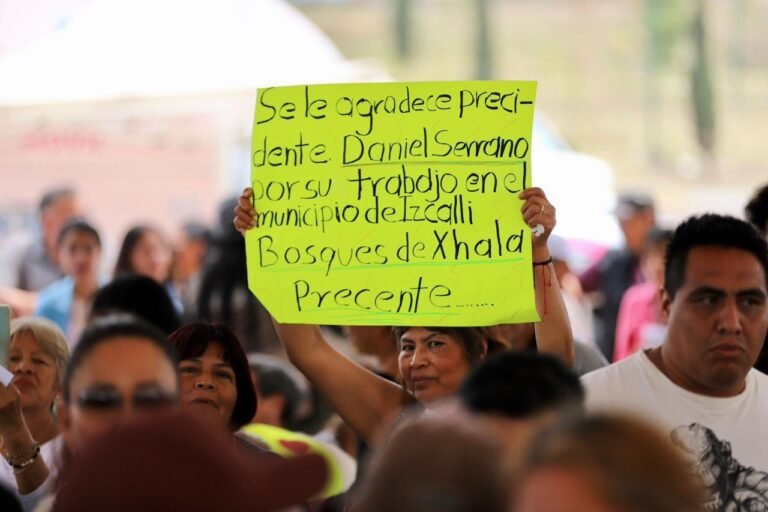 Se le agradece preci-
dente. Daniel Serrano
por su trabajo en el
municipio de Izcalli
Bosques de Xhala
Precente......